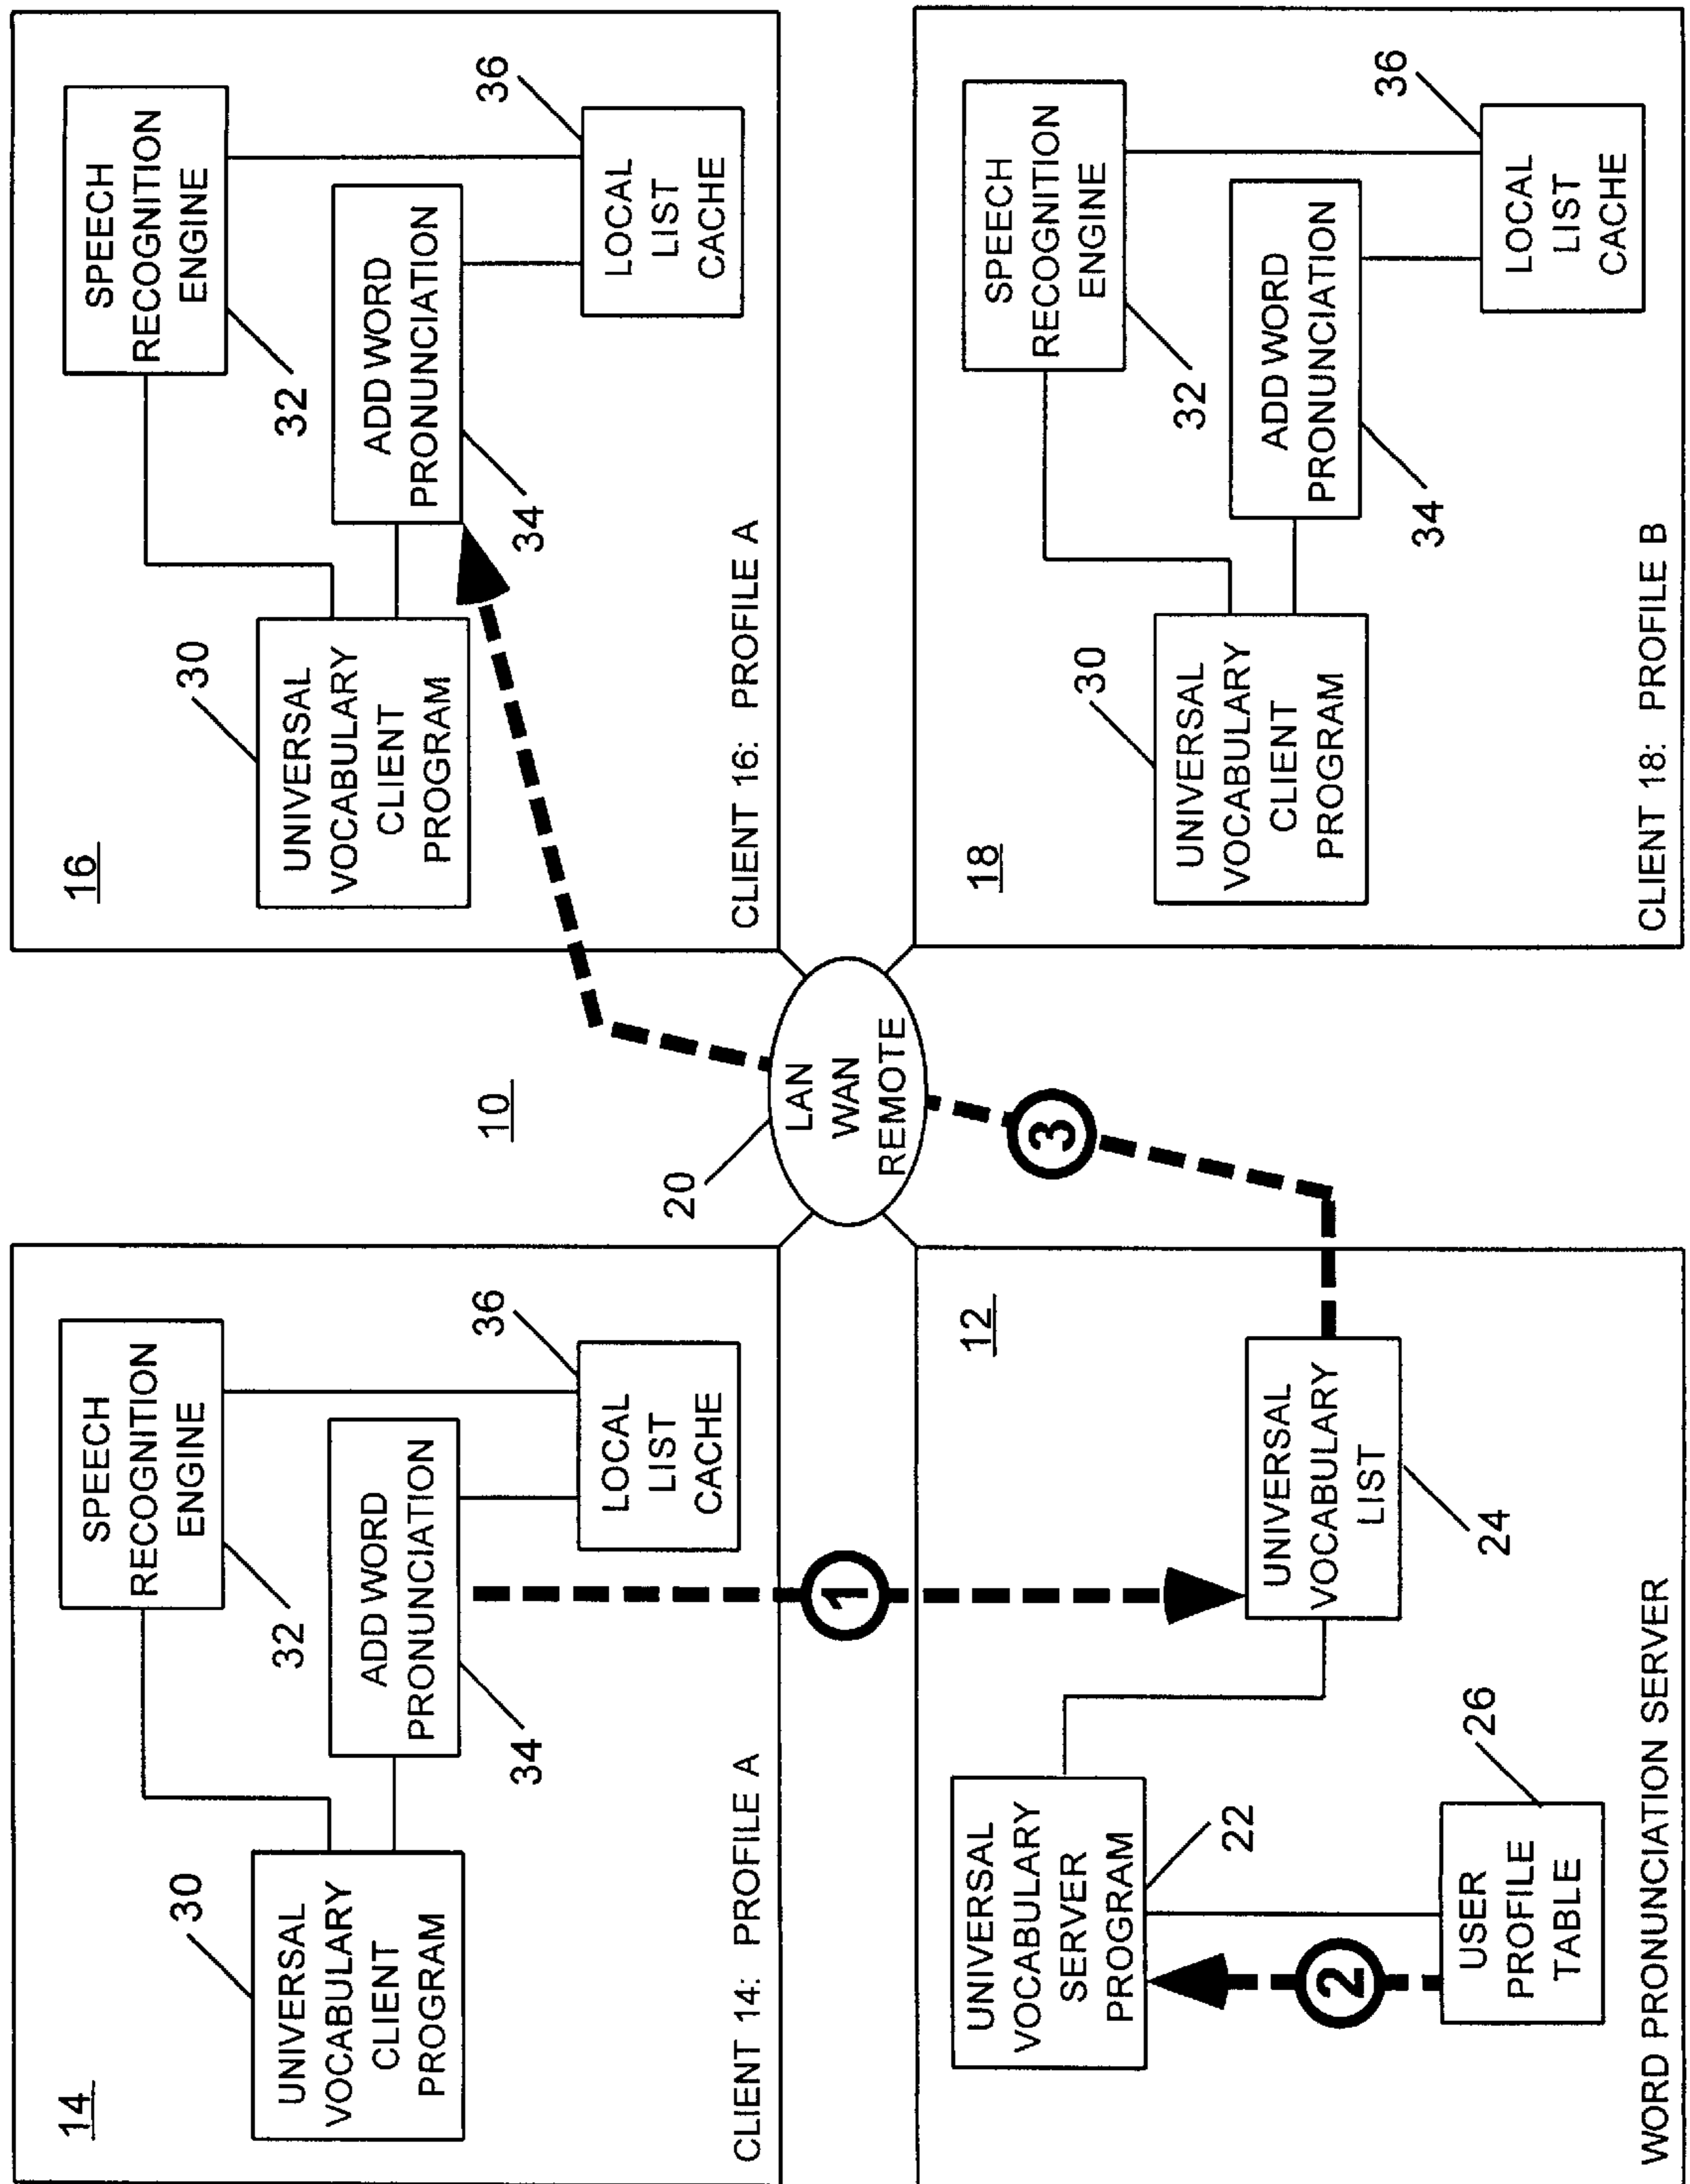 14
30
UNIVERSAL
VOCABULARY
CLIENT
PROGRAM
SPEECH
RECOGNITION
ENGINE
32
ADD WORD
PRONUNCIATION
34
36
LOCAL
LIST
CACHE
CLIENT 14: PROFILE A
16
30
UNIVERSAL
VOCABULARY
CLIENT
PROGRAM
SPEECH
RECOGNITION
ENGINE
32
ADD WORD
PRONUNCIATION
34
36
LOCAL
LIST
CACHE
CLIENT 16: PROFILE A
10
20
LAN
WAN
REMOTE
1
3
12
UNIVERSAL
VOCABULARY
SERVER
PROGRAM
22
UNIVERSAL
VOCABULARY
LIST
24
2
26
USER
PROFILE
TABLE
WORD PRONUNCIATION SERVER
18
30
UNIVERSAL
VOCABULARY
CLIENT
PROGRAM
SPEECH
RECOGNITION
ENGINE
32
ADD WORD
PRONUNCIATION
34
36
LOCAL
LIST
CACHE
CLIENT 18: PROFILE B